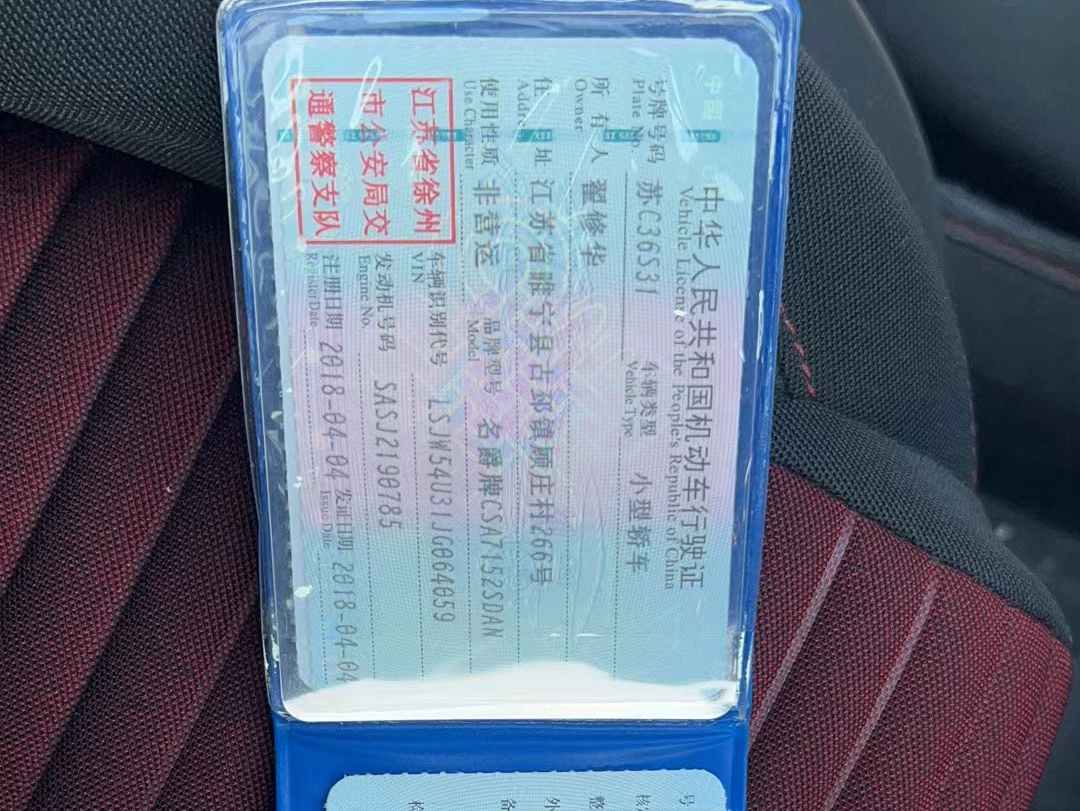 中华人民共和国机动车行驶证
Vehicle License of the People's Republic of China
号牌号码 苏C36S31 车辆类型 小型轿车
Plate No. Vehicle Type
所有人 翟修华
Owner
住址 江苏省睢宁县古邳镇顾庄村266号
Address
使用性质 非营运 品牌型号 名爵牌CSA7152SDAN
Use Character Model
江苏省徐州
市公安局交
通警察支队
车辆识别代号 LSJW54U31JG064059
VIN
发动机号码 SASJ2190785
Engine No.
注册日期 2018-04-04 发证日期 2018-04-04
Register Date Issue Date
号
核
整
外
备
检